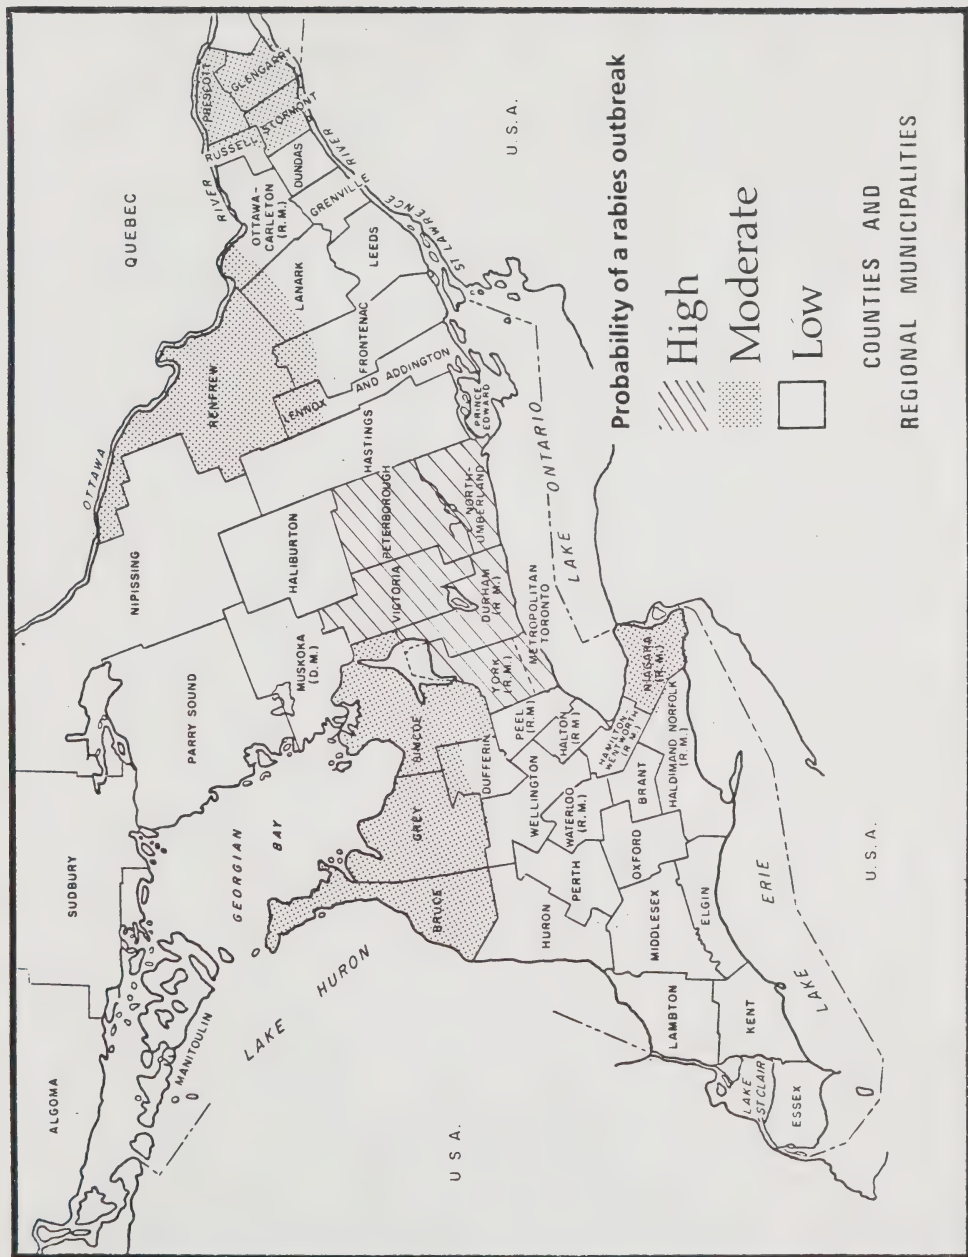 ALGOMA
SUDBURY
PARRY SOUND
NIPISSING
QUEBEC
OTTAWA
RIVER
MANITOULIN
GEORGIAN
BAY
LAKE
HURON
MUSKOKA
(D.M.)
HALIBURTON
RENFREW
LANARK
OTTAWA-
CARLETON
(R.M.)
RUSSELL
PRESCOTT
GLENGARRY
STORMONT
DUNDAS
GRENVILLE
LEEDS
FRONTENAC
LENNOX
AND ADDINGTON
HASTINGS
PRINCE
EDWARD
PETERBOROUGH
NORTH-
UMBERLAND
VICTORIA
DURHAM
(R M.)
YORK
(R.M.)
METROPOLITAN
TORONTO
SIMCOE
GREY
BRUCE
DUFFERIN
PEEL
(R.M)
HALTON
(R M)
WELLINGTON
WATERLOO
(R.M.)
HURON
PERTH
HAMILTON
WENTWORTH
(R M.)
NIAGARA
(R.M.)
BRANT
HALDIMAND NORFOLK
(R.M.)
OXFORD
MIDDLESEX
ELGIN
LAMBTON
KENT
ESSEX
LAKE
ST CLAIR
LAKE
ERIE
LAKE
ONTARIO
ST LAWRENCE
RIVER
U.S.A.
U S A.
U.S.A.
Probability of a rabies outbreak
High
Moderate
Low
COUNTIES AND
REGIONAL MUNICIPALITIES